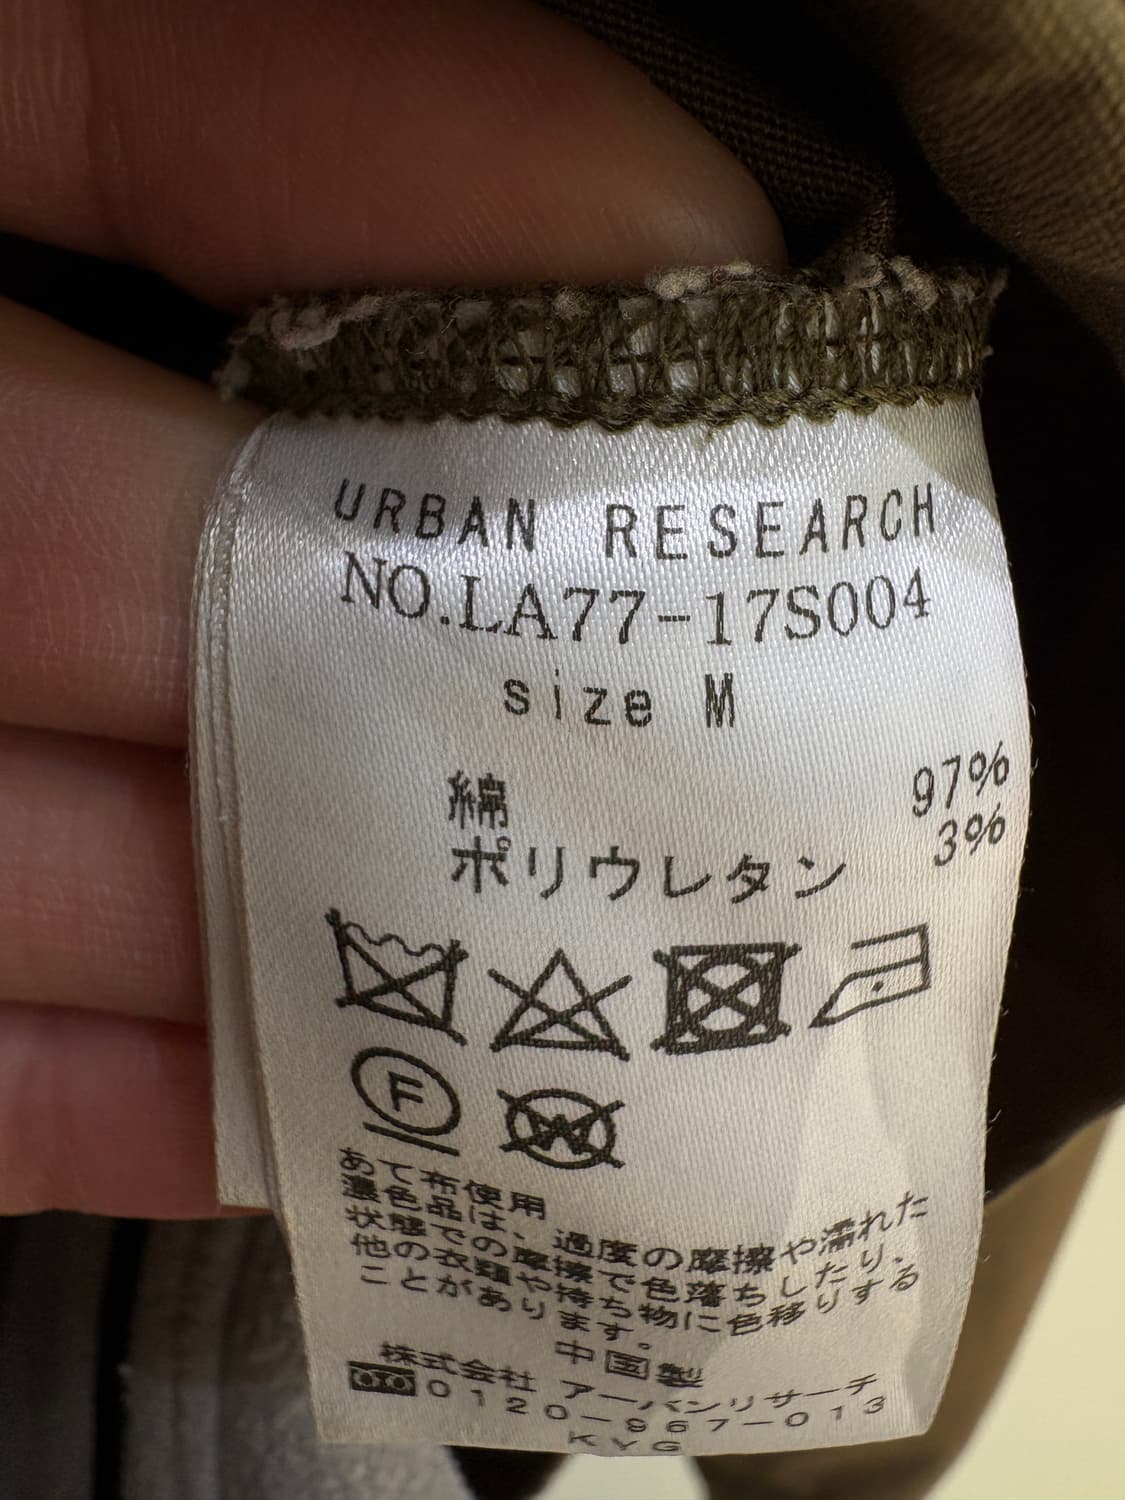 URBAN RESEARCH
NO.LA77-17S004
size M
綿 97%
ポリウレタン 3%
F
W
あて布使用
濃色品は、過度の摩擦や濡れた
状態での摩擦で色落ちしたり、
他の衣類や持ち物に色移りする
ことがあります。
中国製
株式会社 アーバンリサーチ
0120-967-013
KYG